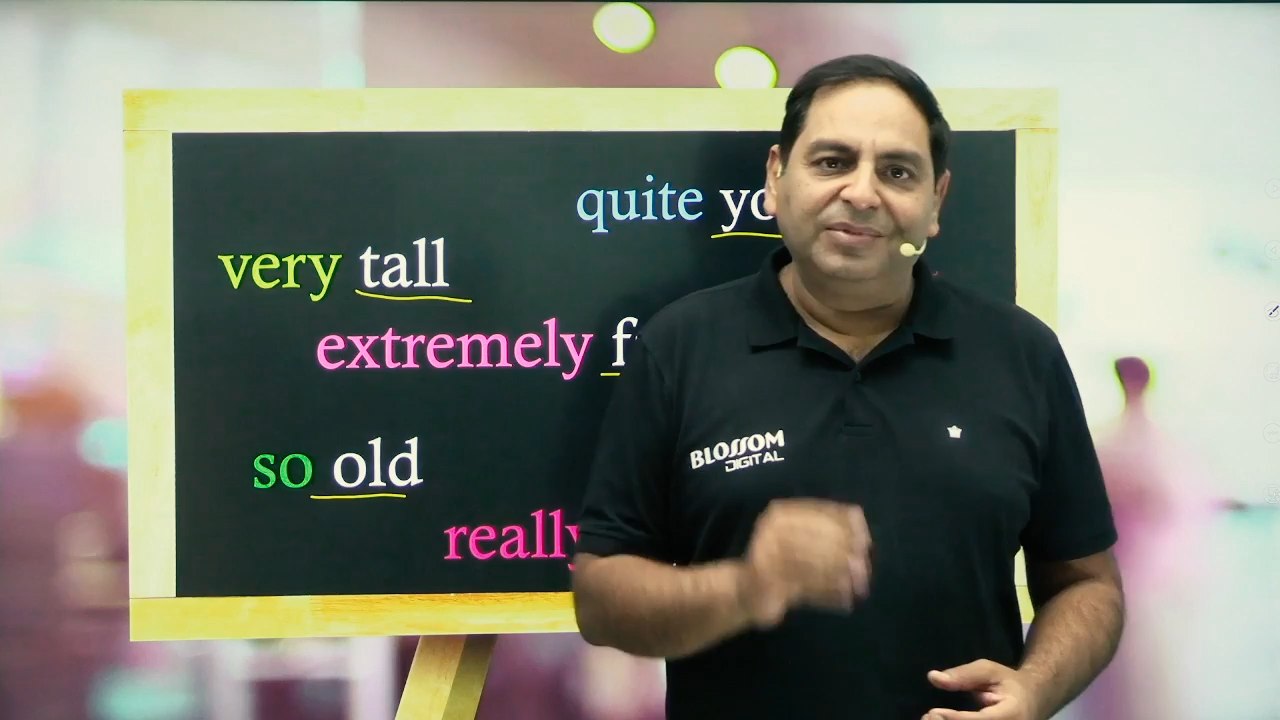 quite
very tall
extremely
so old
really
BLOSSOM
DIGITAL